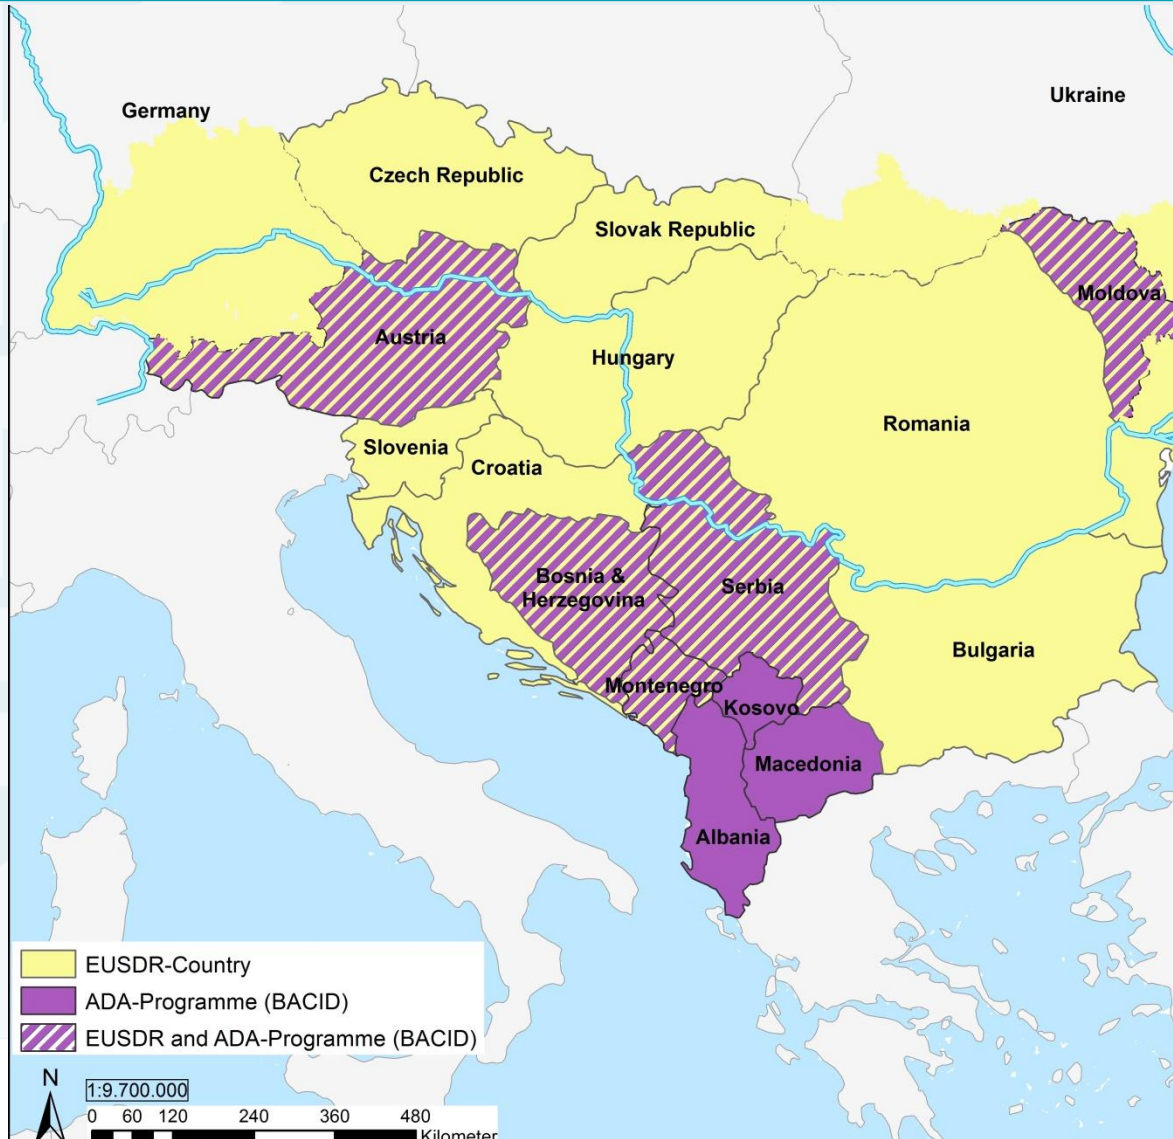 Germany
Ukraine
Czech Republic
Slovak Republic
Moldova
Austria
Hungary
Romania
Slovenia
Croatia
Bosnia &
Herzegovina
Serbia
Bulgaria
Montenegro
Kosovo
Macedonia
Albania
EUSDR-Country
ADA-Programme (BACID)
EUSDR and ADA-Programme (BACID)
N
1:9.700.000
0 60 120 240 360 480
Kilometer